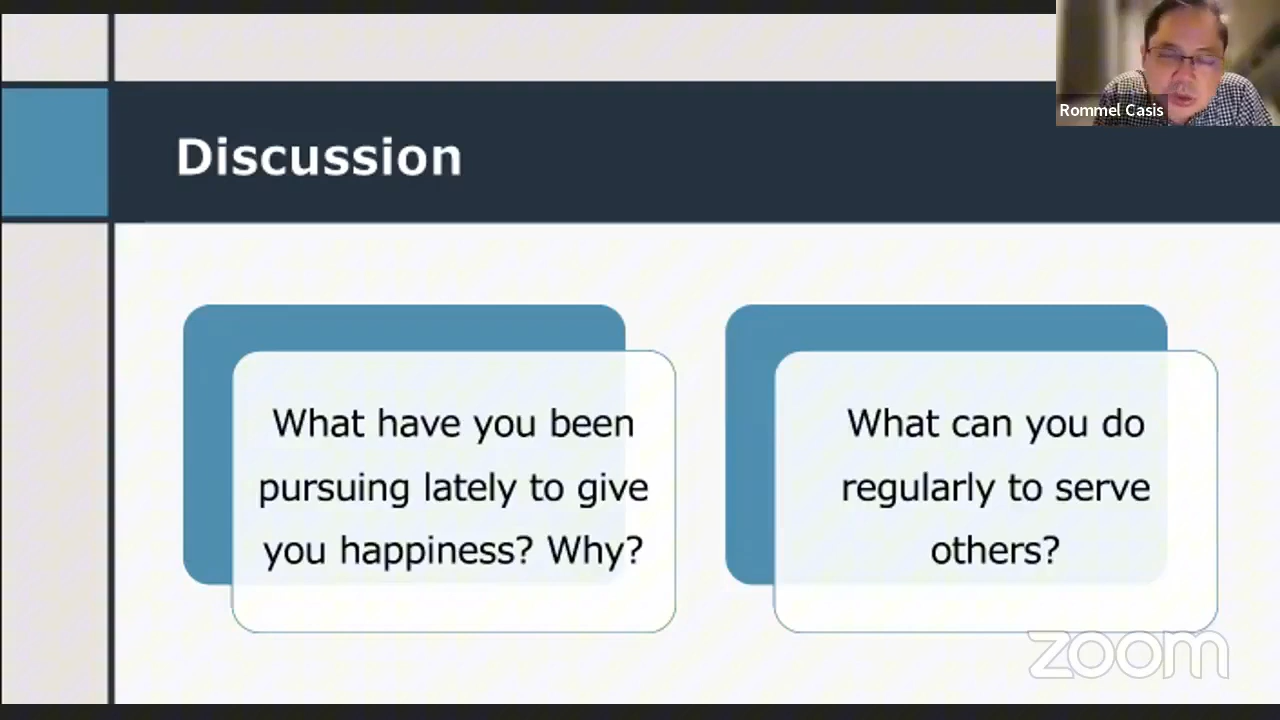 Rommel Casis
Discussion
What have you been
pursuing lately to give
you happiness? Why?
What can you do
regularly to serve
others?
zoom